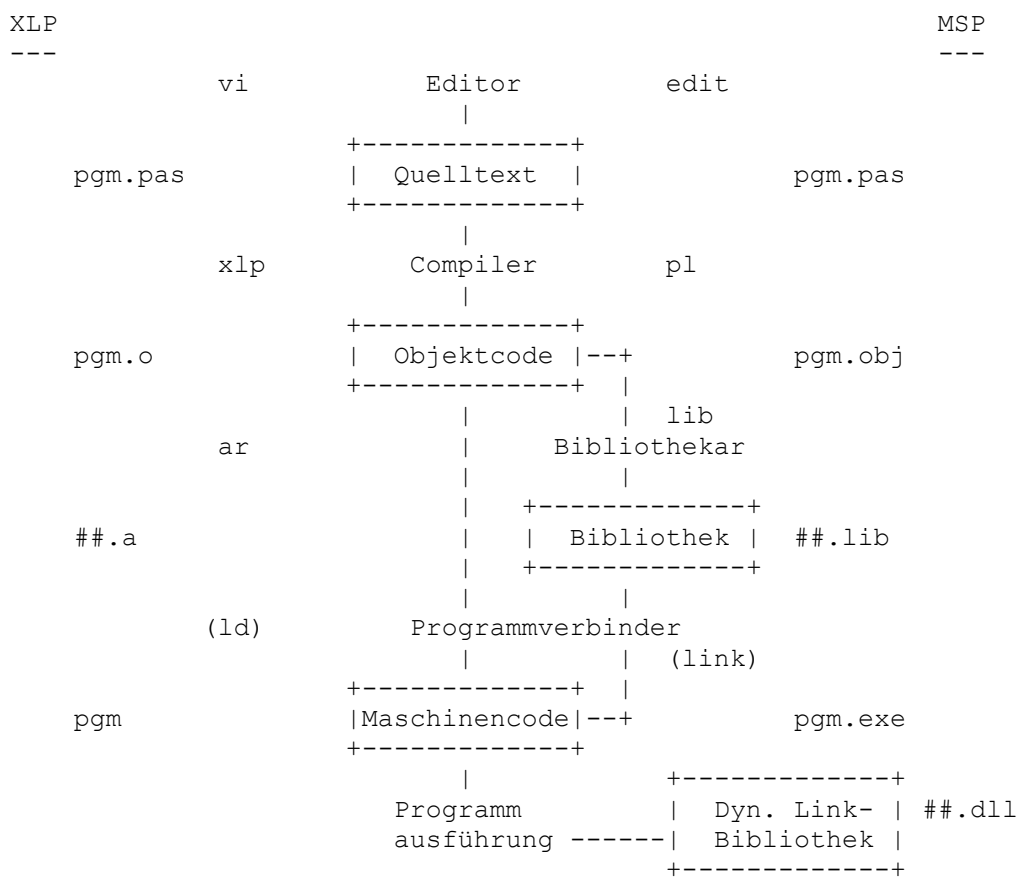 XLP MSP
--- ---
vi Editor edit
|
+-------------+
pgm.pas | Quelltext | pgm.pas
+-------------+
|
xlp Compiler pl
|
+-------------+
pgm.o | Objektcode |--+ pgm.obj
+-------------+ |
| | lib
ar | Bibliothekar
| |
| +-------------+
##.a | | Bibliothek | ##.lib
| +-------------+
| |
(ld) Programmverbinder
| | (link)
+-------------+ |
pgm |Maschinencode|--+ pgm.exe
+-------------+
| +-------------+
Programm | Dyn. Link- | ##.dll
ausführung ------| Bibliothek |
+-------------+